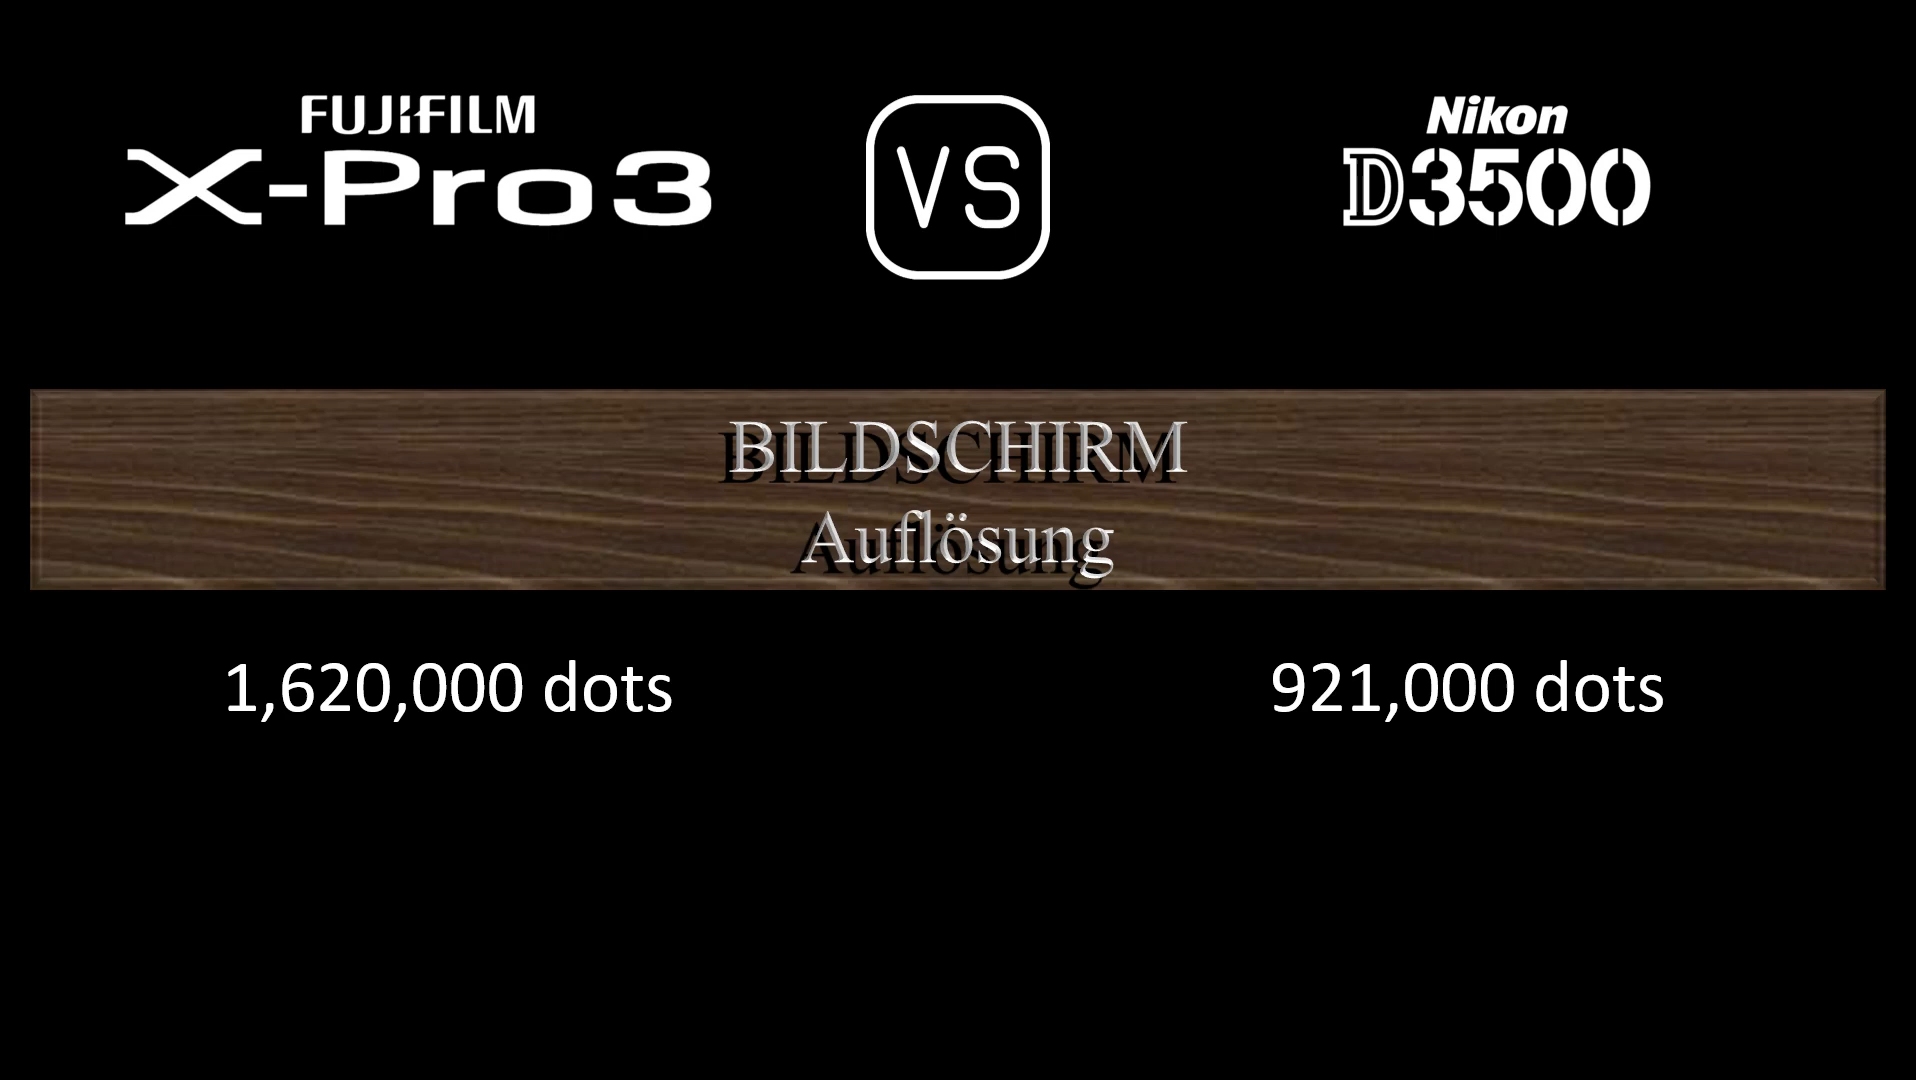 FUJIFILM
X-Pro3
VS
Nikon
D3500
BILDSCHIRM
Auflösung
1,620,000 dots
921,000 dots